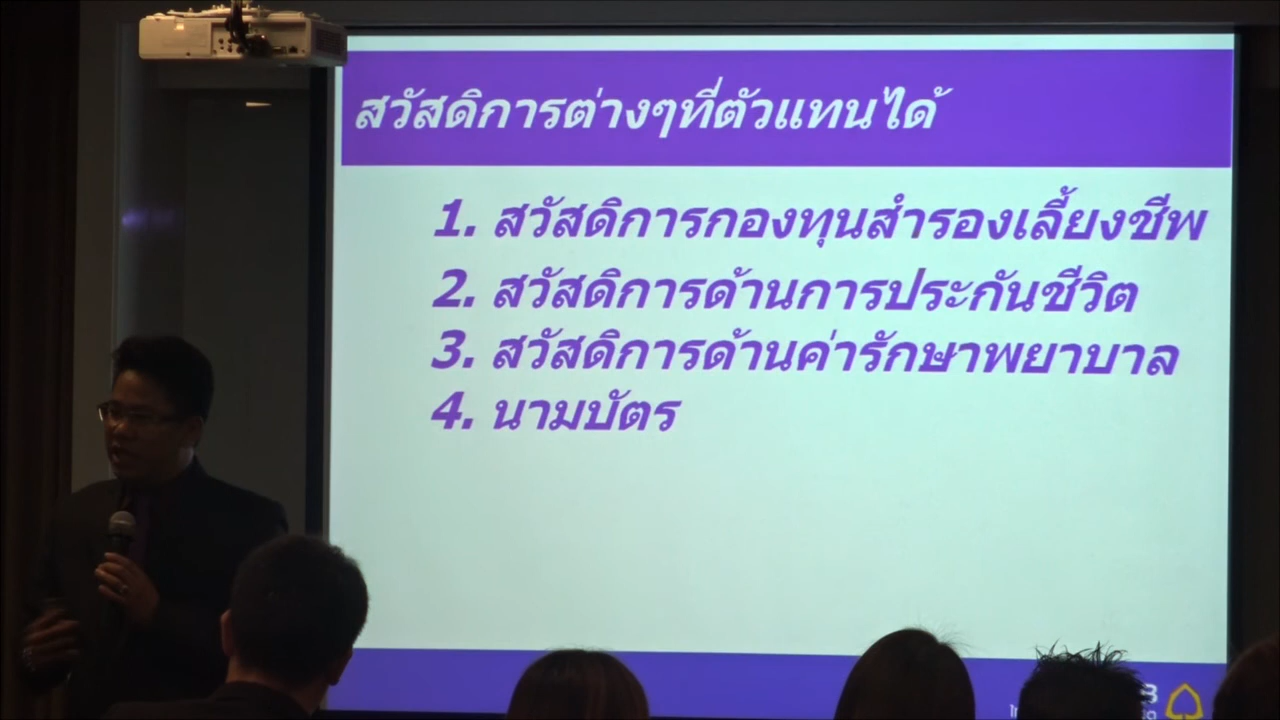 สวัสดิการต่างๆที่ตัวแทนได้
1. สวัสดิการกองทุนสำรองเลี้ยงชีพ
2. สวัสดิการด้านการประกันชีวิต
3. สวัสดิการด้านค่ารักษาพยาบาล
4. นามบัตร